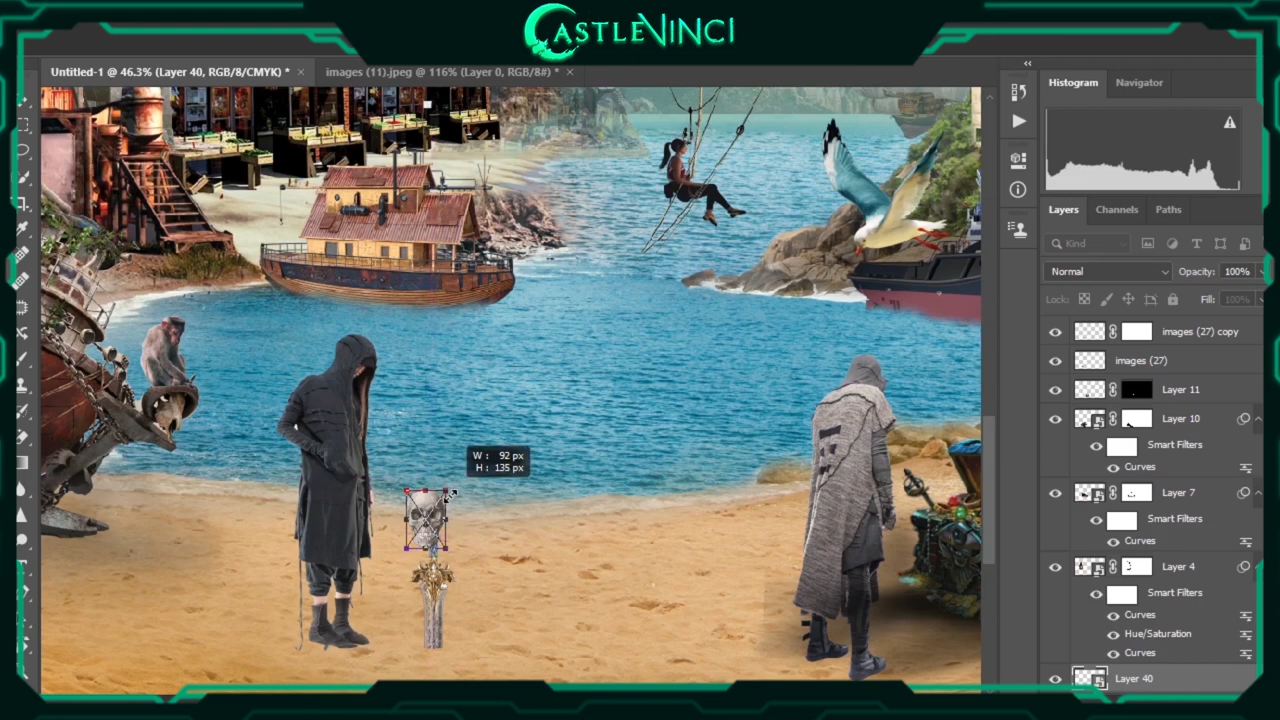 CASTLEVINCI
Untitled-1 @ 46.3% (Layer 40, RGB/8/CMYK) * ×
images (11).jpeg @ 116% (Layer 0, RGB/8#) * ×
Histogram
Navigator
Layers
Channels
Paths
Kind
Normal
Opacity: 100%
Lock:
Fill: 100%
images (27) copy
images (27)
Layer 11
Layer 10
Smart Filters
Curves
Layer 7
Smart Filters
Curves
Layer 4
Smart Filters
Curves
Hue/Saturation
Curves
Layer 40
W : 92 px
H : 135 px